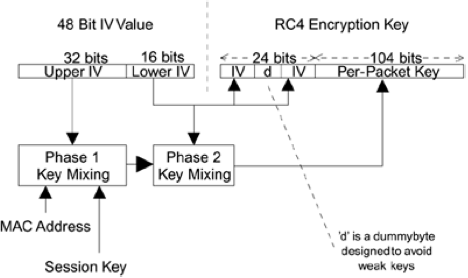 48 Bit IV Value
RC4 Encryption Key
32 bits
16 bits
24 bits
104 bits
Upper IV
Lower IV
IV
d
IV
Per-Packet Key
Phase 1
Key Mixing
Phase 2
Key Mixing
MAC Address
Session Key
'd' is a dummybyte
designed to avoid
weak keys